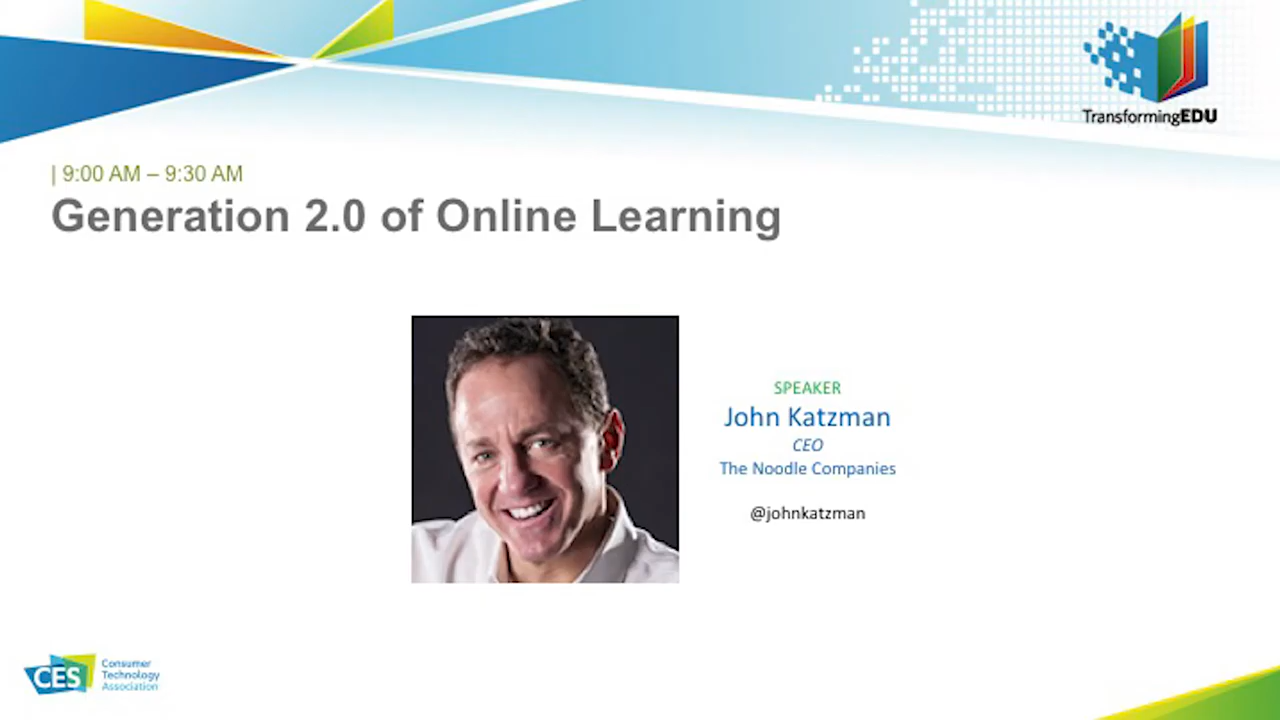 TransformingEDU
| 9:00 AM – 9:30 AM
Generation 2.0 of Online Learning
SPEAKER
John Katzman
CEO
The Noodle Companies
@johnkatzman
CES
Consumer
Technology
Association